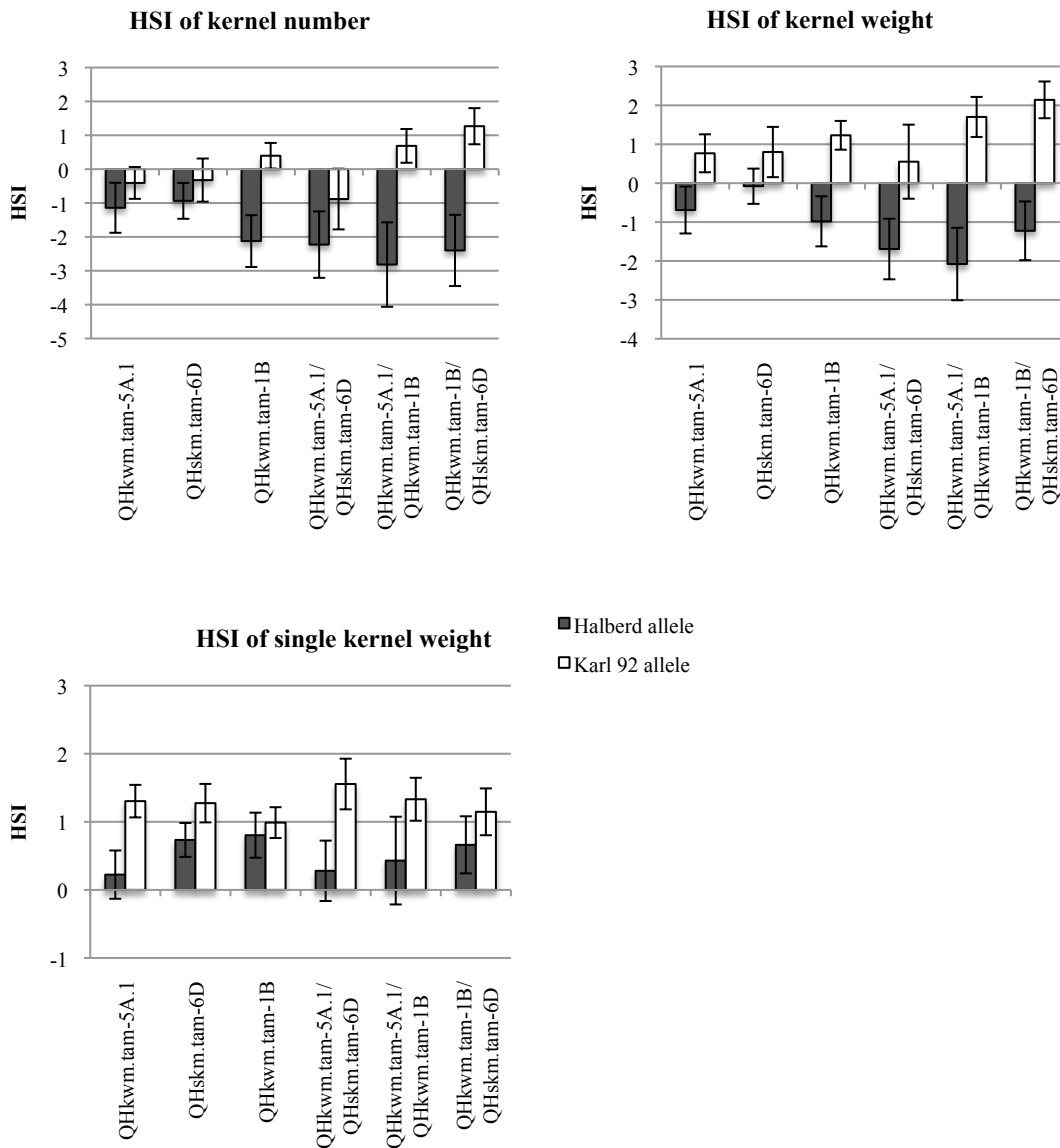 HSI of kernel number
3
2
1
0
-1
-2
-3
-4
-5
HSI
QHkwm.tam-5A.1
QHskm.tam-6D
QHkwm.tam-1B
QHkwm.tam-5A.1/
QHskm.tam-6D
QHkwm.tam-5A.1/
QHkwm.tam-1B
QHkwm.tam-1B/
QHskm.tam-6D
HSI of kernel weight
3
2
1
0
-1
-2
-3
-4
HSI
QHkwm.tam-5A.1
QHskm.tam-6D
QHkwm.tam-1B
QHkwm.tam-5A.1/
QHskm.tam-6D
QHkwm.tam-5A.1/
QHkwm.tam-1B
QHkwm.tam-1B/
QHskm.tam-6D
HSI of single kernel weight
3
2
1
0
-1
HSI
QHkwm.tam-5A.1
QHskm.tam-6D
QHkwm.tam-1B
QHkwm.tam-5A.1/
QHskm.tam-6D
QHkwm.tam-5A.1/
QHkwm.tam-1B
QHkwm.tam-1B/
QHskm.tam-6D
Halberd allele
Karl 92 allele